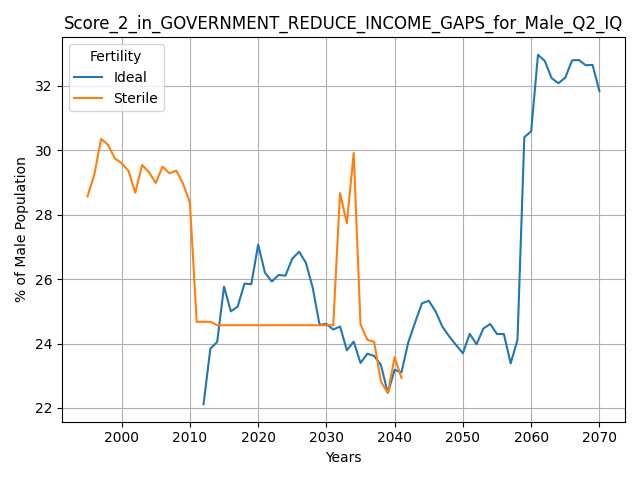 Score_2_in_GOVERNMENT_REDUCE_INCOME_GAPS_for_Male_Q2_IQ
Fertility
Ideal
Sterile
% of Male Population
32
30
28
26
24
22
2000 2010 2020 2030 2040 2050 2060 2070
Years